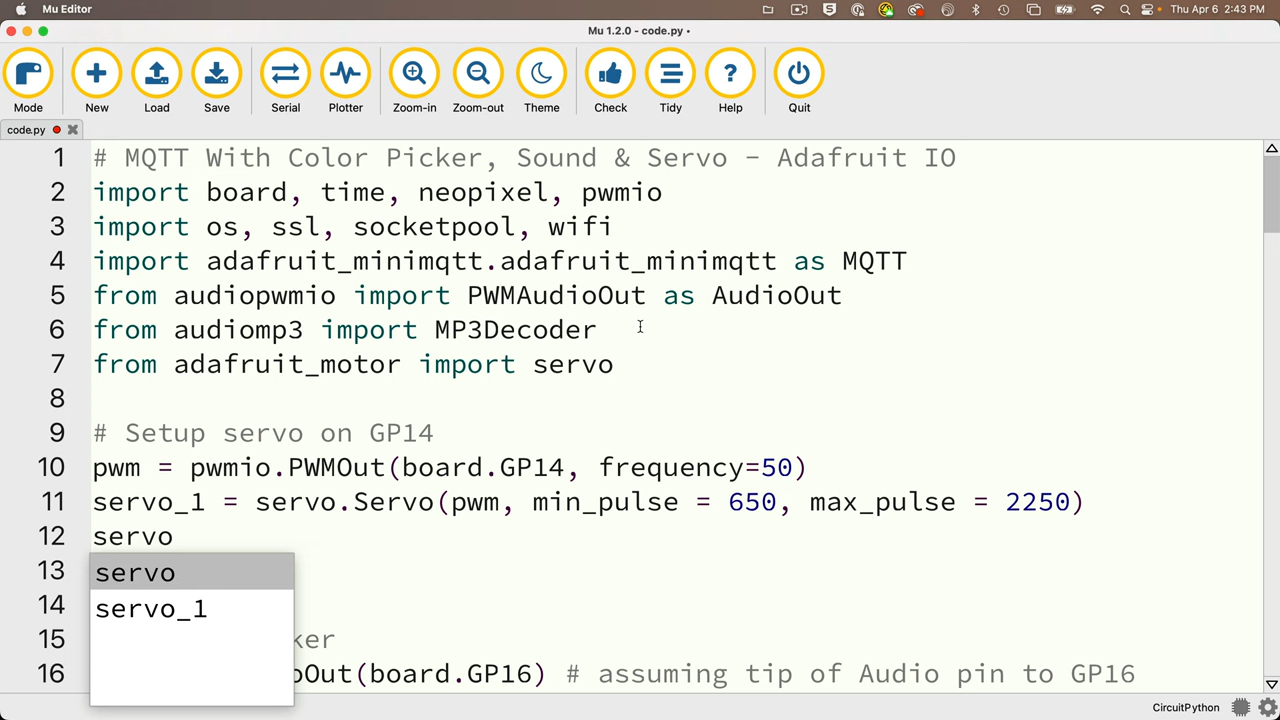 Mu Editor
Thu Apr 6 2:43 PM
Mu 1.2.0 - code.py •
Mode New Load Save Serial Plotter Zoom-in Zoom-out Theme Check Tidy Help Quit
code.py
1 # MQTT With Color Picker, Sound & Servo – Adafruit IO
2 import board, time, neopixel, pwmio
3 import os, ssl, socketpool, wifi
4 import adafruit_minimqtt.adafruit_minimqtt as MQTT
5 from audiopwmio import PWMAudioOut as AudioOut
6 from audiomp3 import MP3Decoder
7 from adafruit_motor import servo
8
9 # Setup servo on GP14
10 pwm = pwmio.PWMOut(board.GP14, frequency=50)
11 servo_1 = servo.Servo(pwm, min_pulse = 650, max_pulse = 2250)
12 servo
13 servo
14 servo_1
15 ker
16 oOut(board.GP16) # assuming tip of Audio pin to GP16
CircuitPython